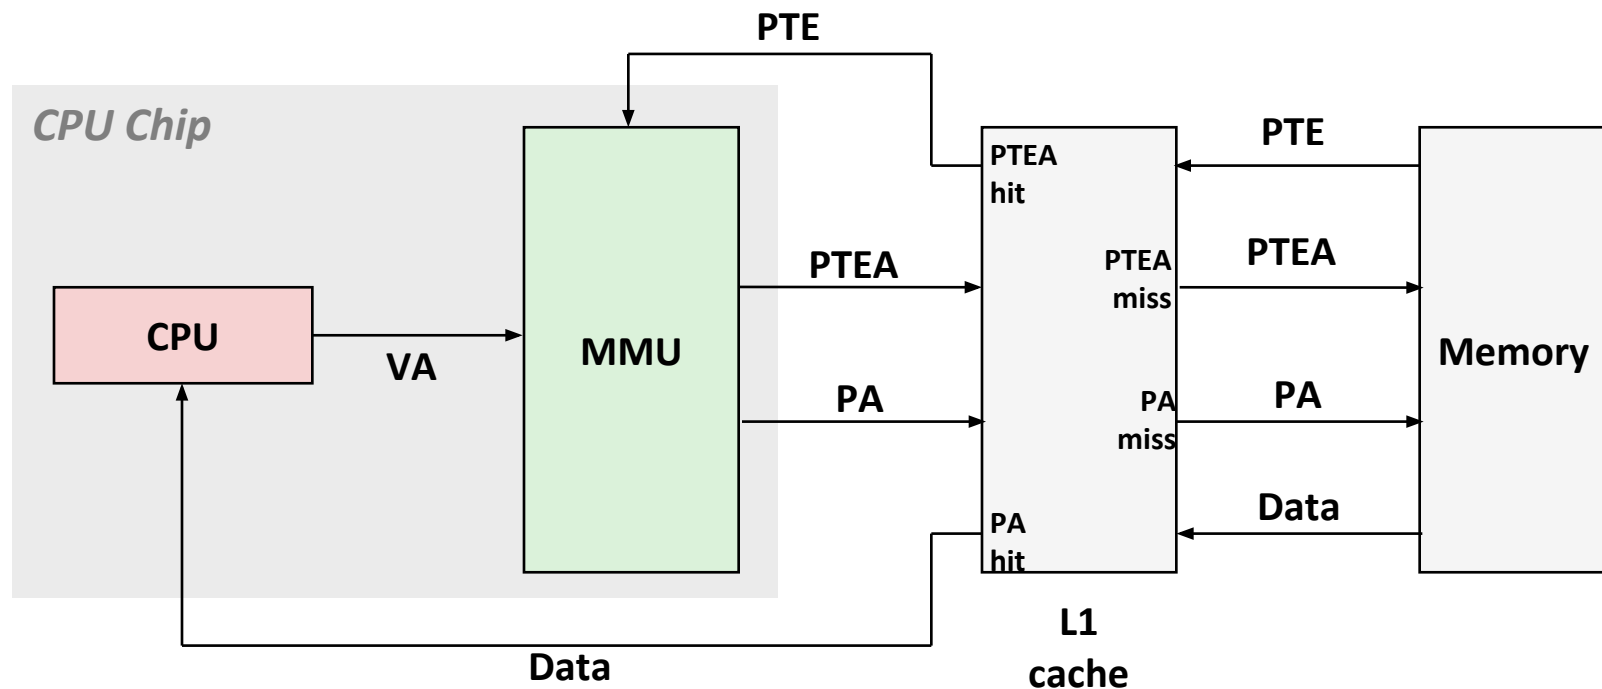 PTE
CPU Chip
PTEA
hit
PTE
PTEA
PTEA
miss
PTEA
CPU
VA
MMU
Memory
PA
PA
miss
PA
PA
hit
Data
L1
cache
Data